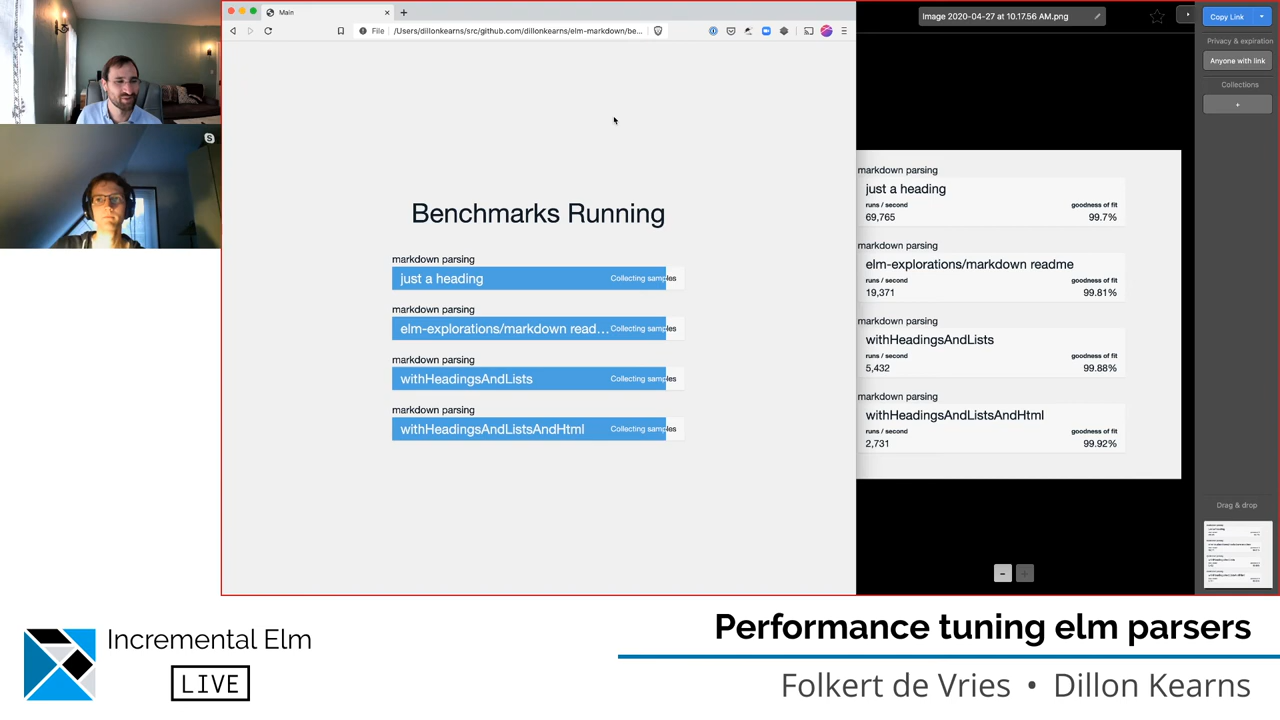 Main
File
/Users/dillonkearns/src/github.com/dillonkearns/elm-markdown/be...
Benchmarks Running
markdown parsing
just a heading
Collecting samples
markdown parsing
elm-explorations/markdown read...
Collecting samples
markdown parsing
withHeadingsAndLists
Collecting samples
markdown parsing
withHeadingsAndListsAndHtml
Collecting samples
Image 2020-04-27 at 10.17.56 AM.png
Copy Link
Privacy & expiration
Anyone with link
Collections
+
markdown parsing
just a heading
runs / second goodness of fit
69,765 99.7%
markdown parsing
elm-explorations/markdown readme
runs / second goodness of fit
19,371 99.81%
markdown parsing
withHeadingsAndLists
runs / second goodness of fit
5,432 99.88%
markdown parsing
withHeadingsAndListsAndHtml
runs / second goodness of fit
2,731 99.92%
Drag & drop
Incremental Elm
LIVE
Performance tuning elm parsers
Folkert de Vries • Dillon Kearns